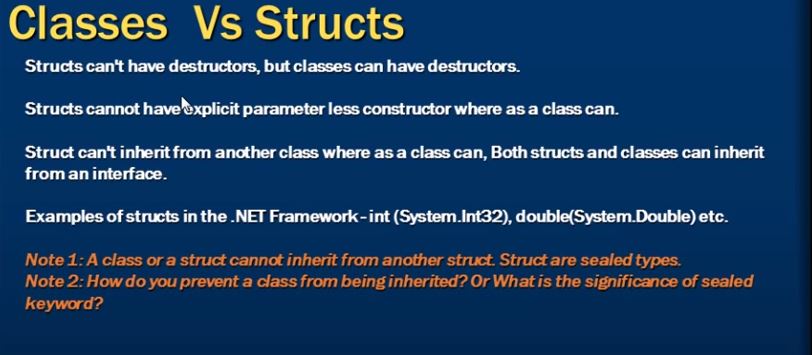 Classes Vs Structs
Structs can't have destructors, but classes can have destructors.
Structs cannot have explicit parameter less constructor where as a class can.
Struct can't inherit from another class where as a class can, Both structs and classes can inherit
from an interface.
Examples of structs in the .NET Framework - int (System.Int32), double(System.Double) etc.
Note 1: A class or a struct cannot inherit from another struct. Struct are sealed types.
Note 2: How do you prevent a class from being inherited? Or What is the significance of sealed
keyword?